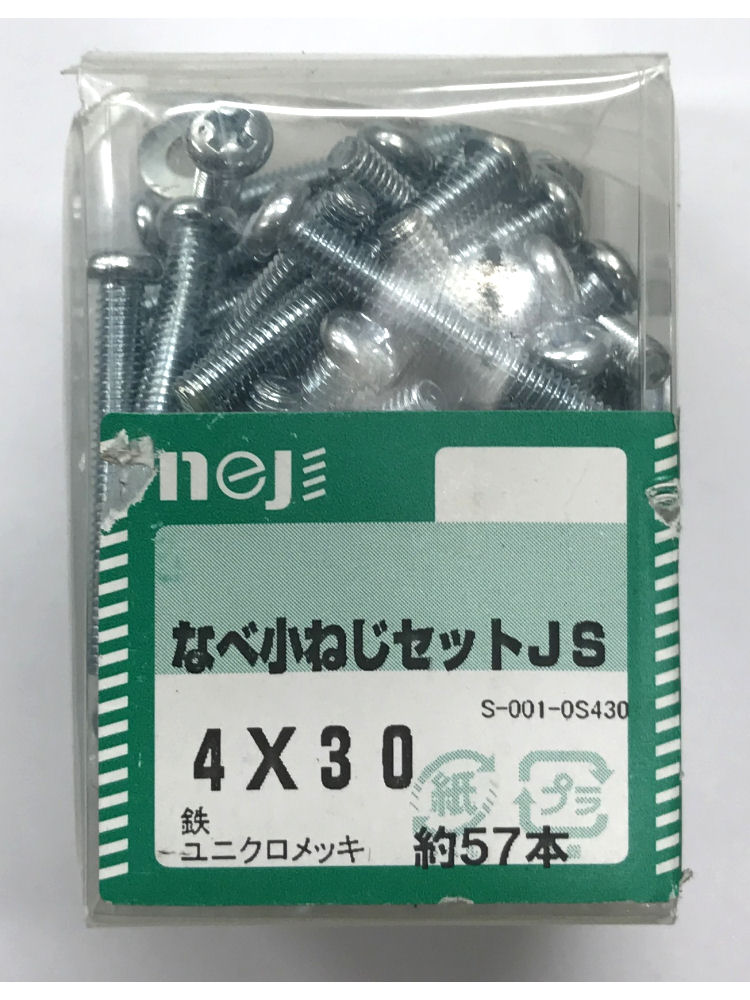 neji
なべ小ねじセットJS
S-001-0S430
4X30
紙 プラ
鉄
ユニクロメッキ 約57本